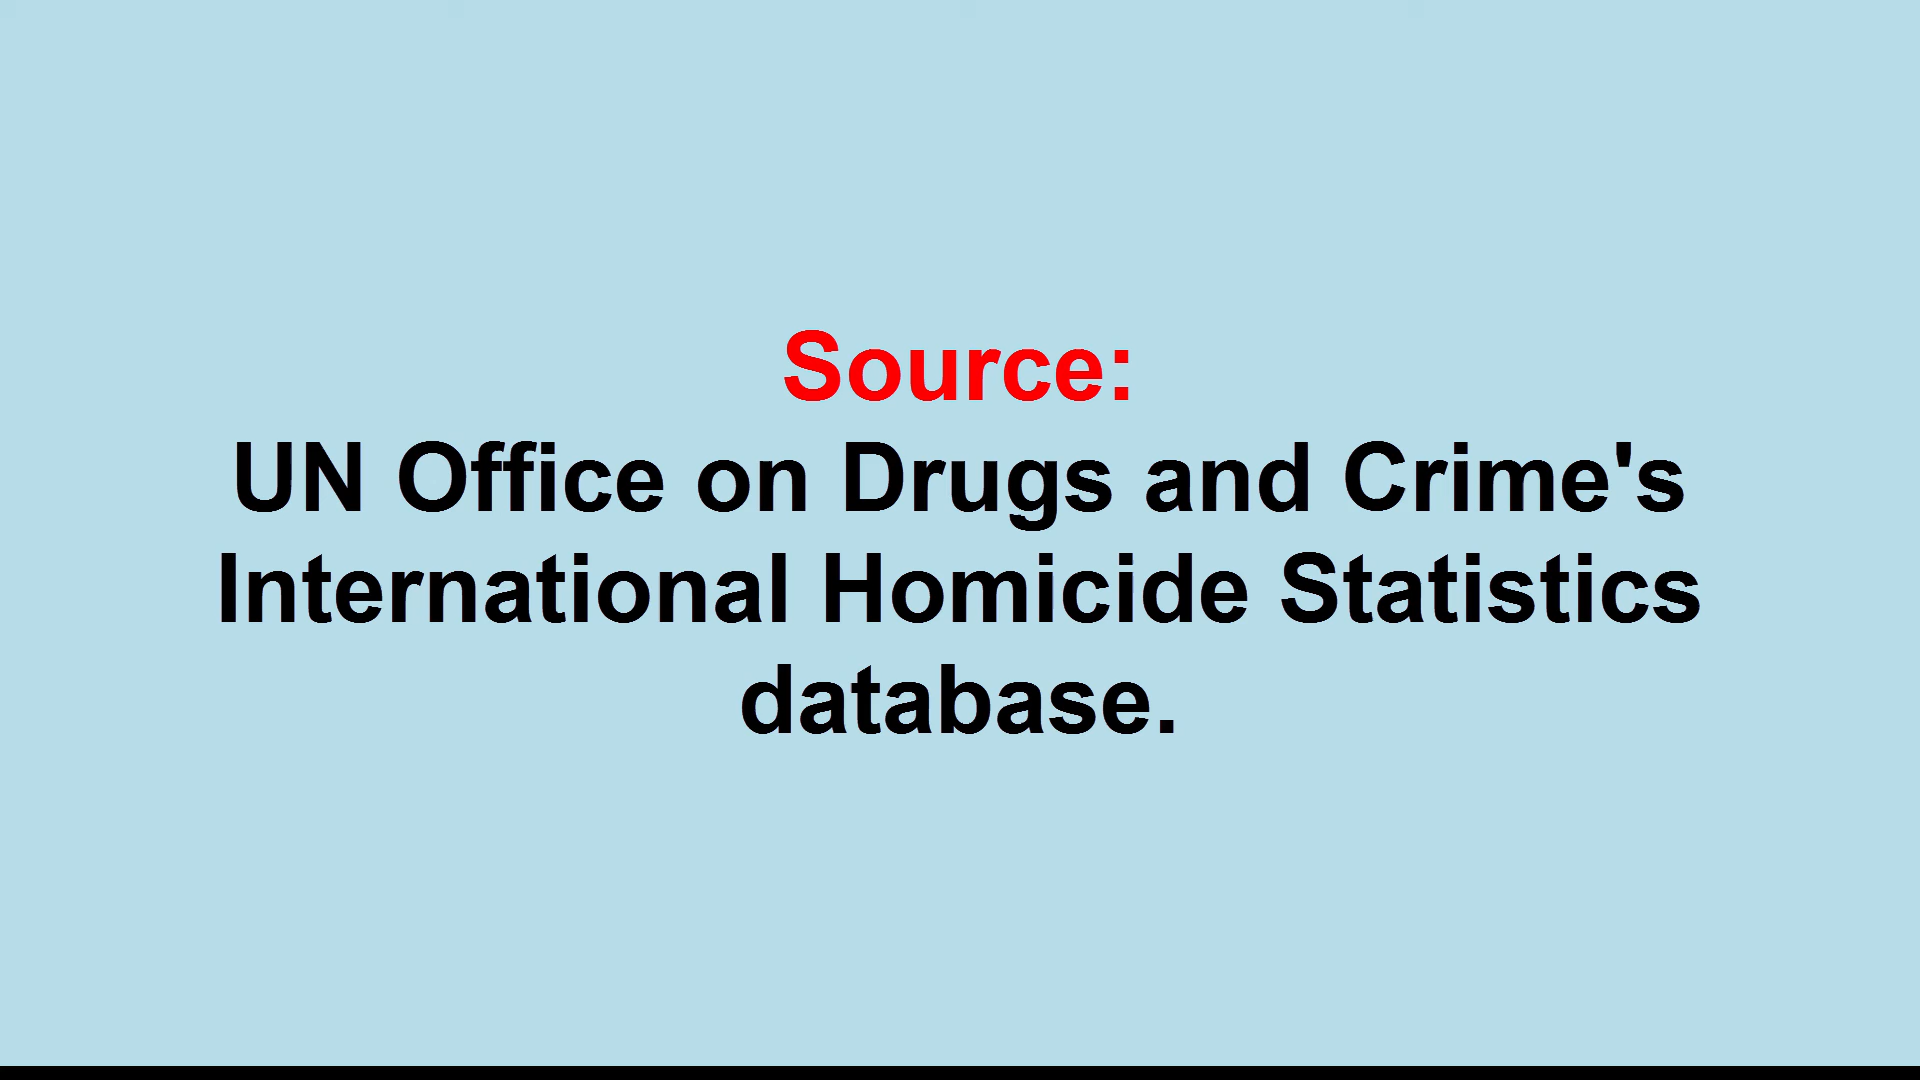 Source:
UN Office on Drugs and Crime's
International Homicide Statistics
database.